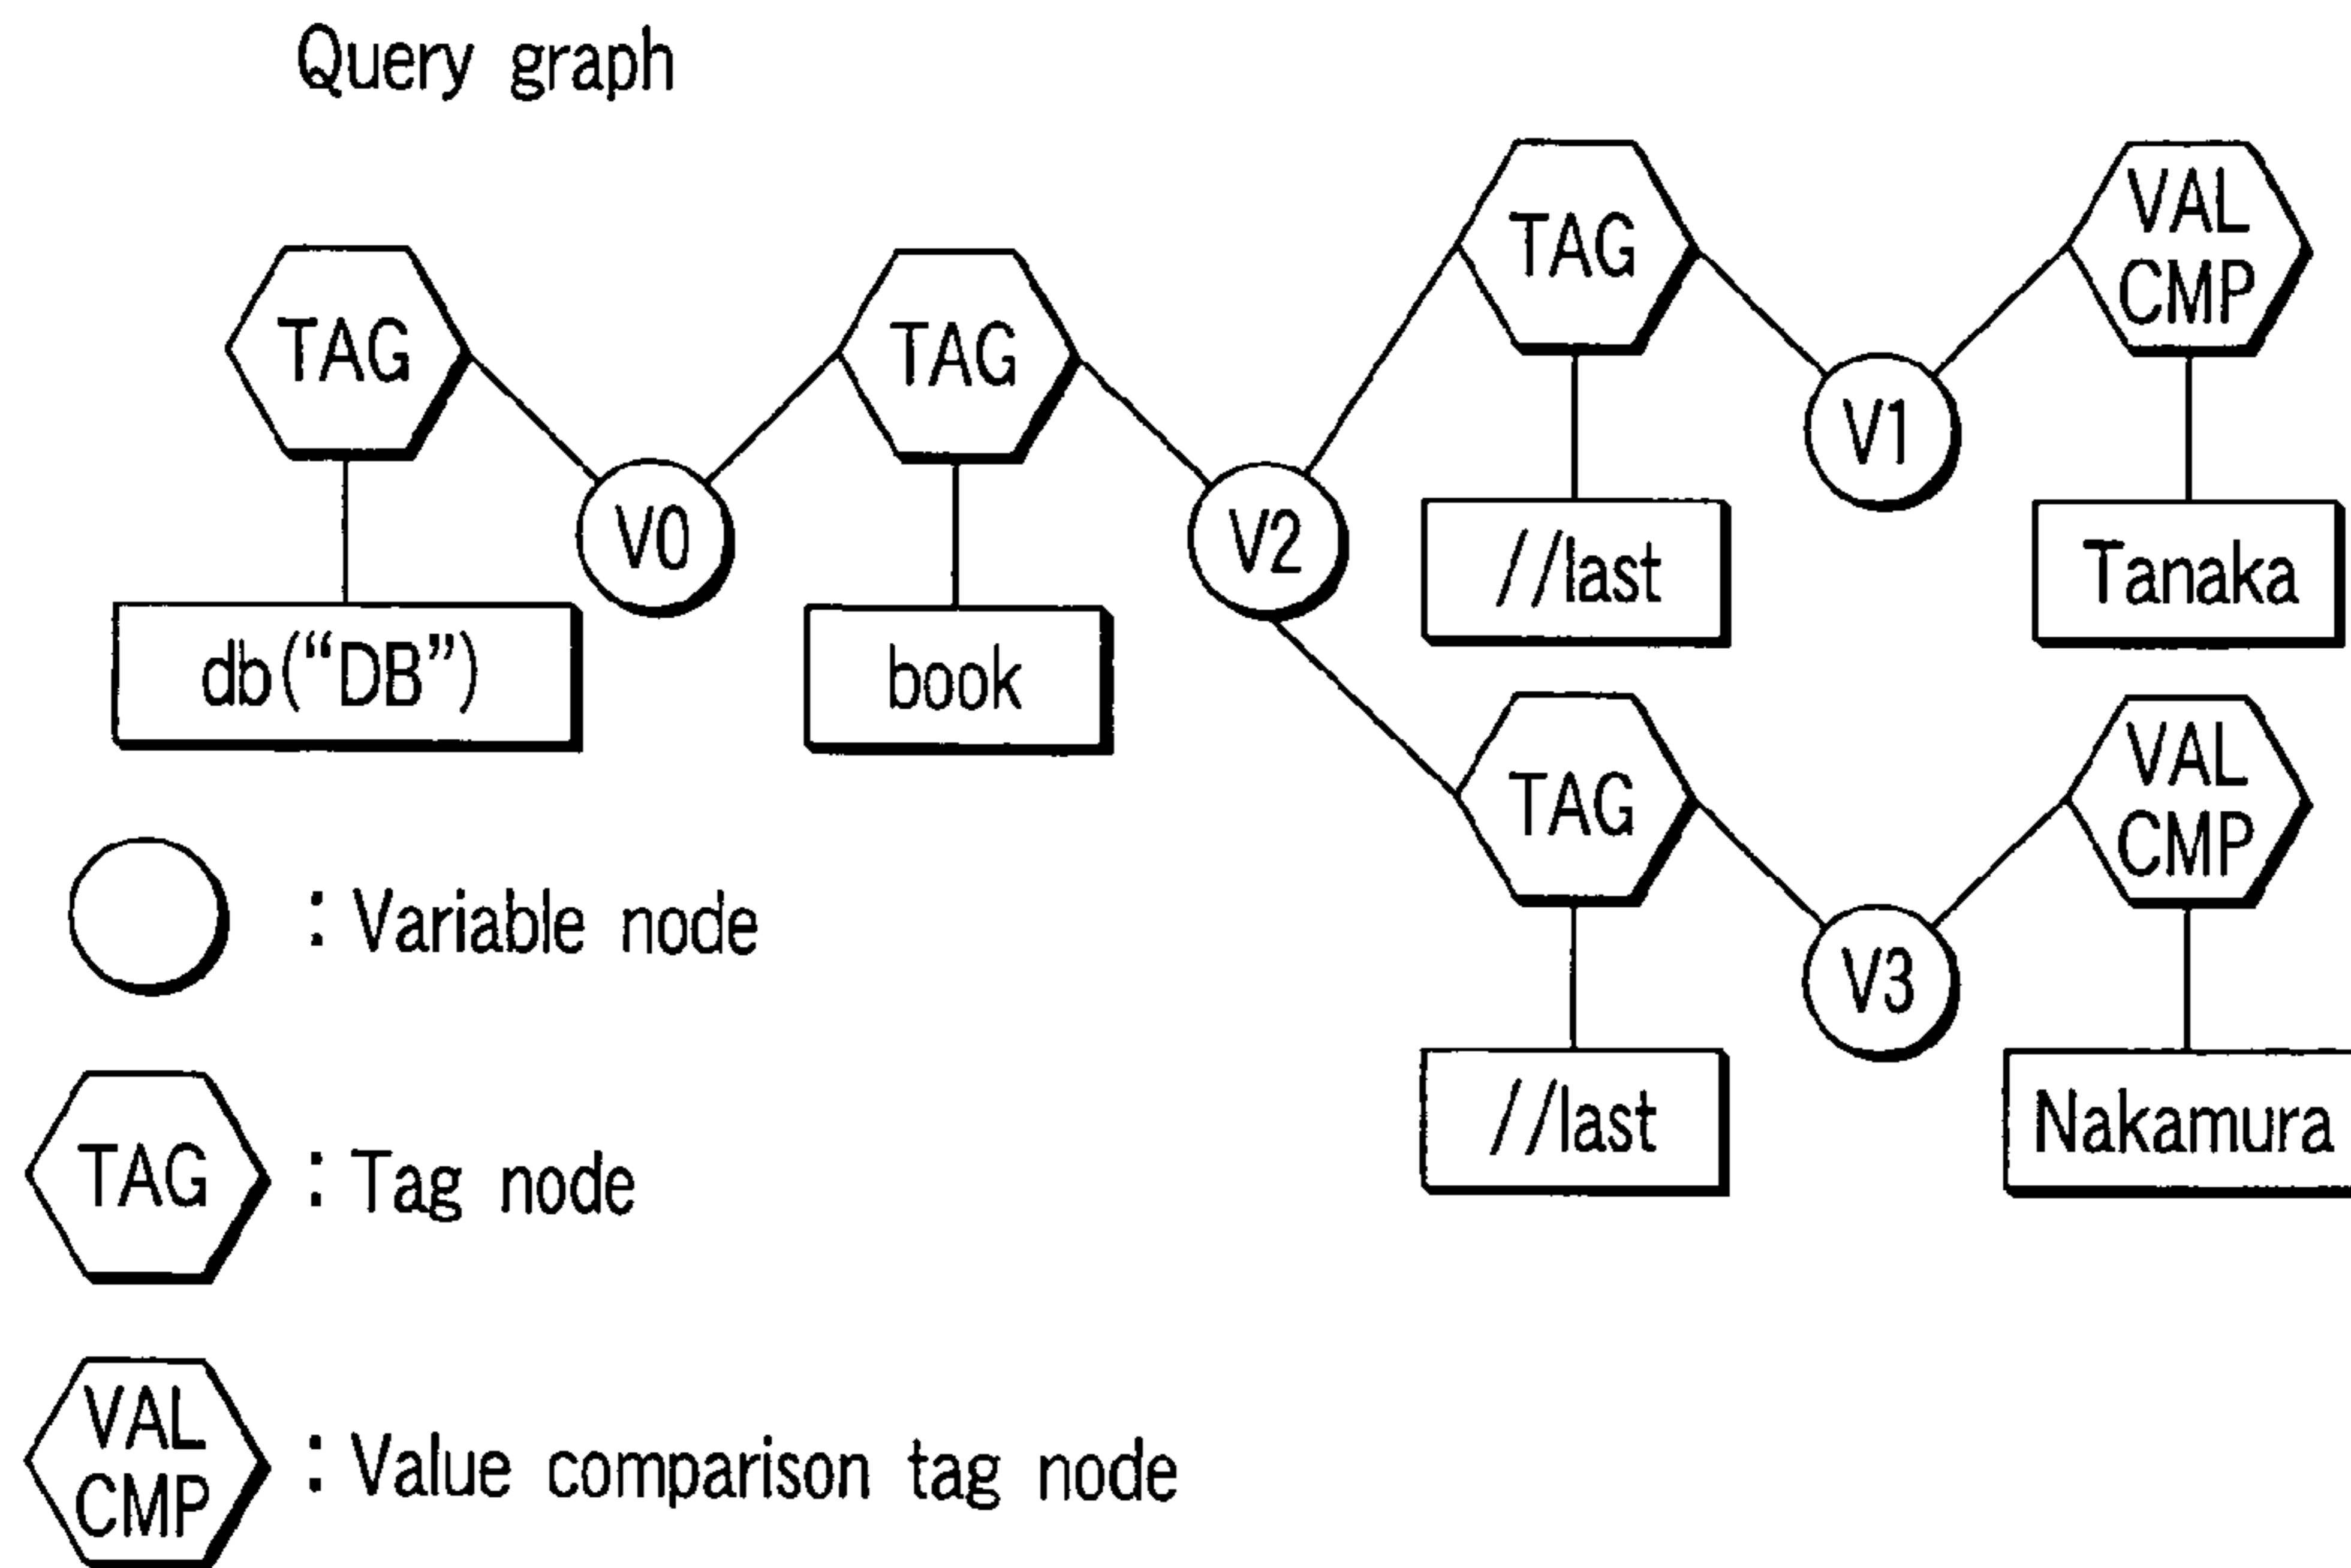 Query graph
TAG
VAL
CMP
TAG
TAG
V1
V0
V2
//last
Tanaka
db(“DB”)
book
TAG
VAL
CMP
V3
//last
Nakamura
: Variable node
TAG
: Tag node
VAL
CMP
: Value comparison tag node